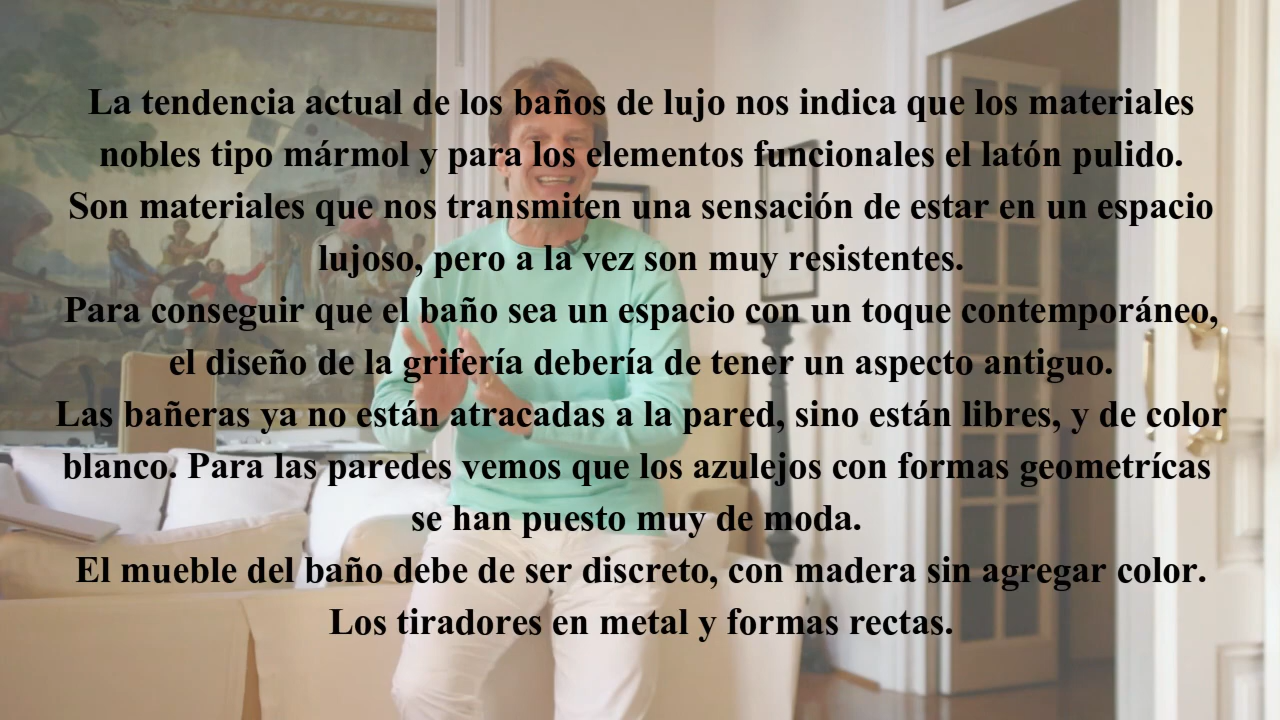 La tendencia actual de los baños de lujo nos indica que los materiales
nobles tipo mármol y para los elementos funcionales el latón pulido.
Son materiales que nos transmiten una sensación de estar en un espacio
lujoso, pero a la vez son muy resistentes.
Para conseguir que el baño sea un espacio con un toque contemporáneo,
el diseño de la grifería debería de tener un aspecto antiguo.
Las bañeras ya no están atracadas a la pared, sino están libres, y de color
blanco. Para las paredes vemos que los azulejos con formas geometrícas
se han puesto muy de moda.
El mueble del baño debe de ser discreto, con madera sin agregar color.
Los tiradores en metal y formas rectas.